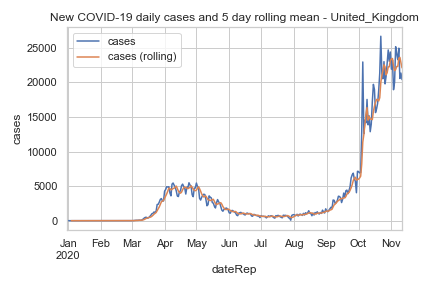 New COVID-19 daily cases and 5 day rolling mean - United_Kingdom
cases
cases (rolling)
25000
20000
15000
10000
5000
0
cases
Jan Feb Mar Apr May Jun Jul Aug Sep Oct Nov
2020
dateRep